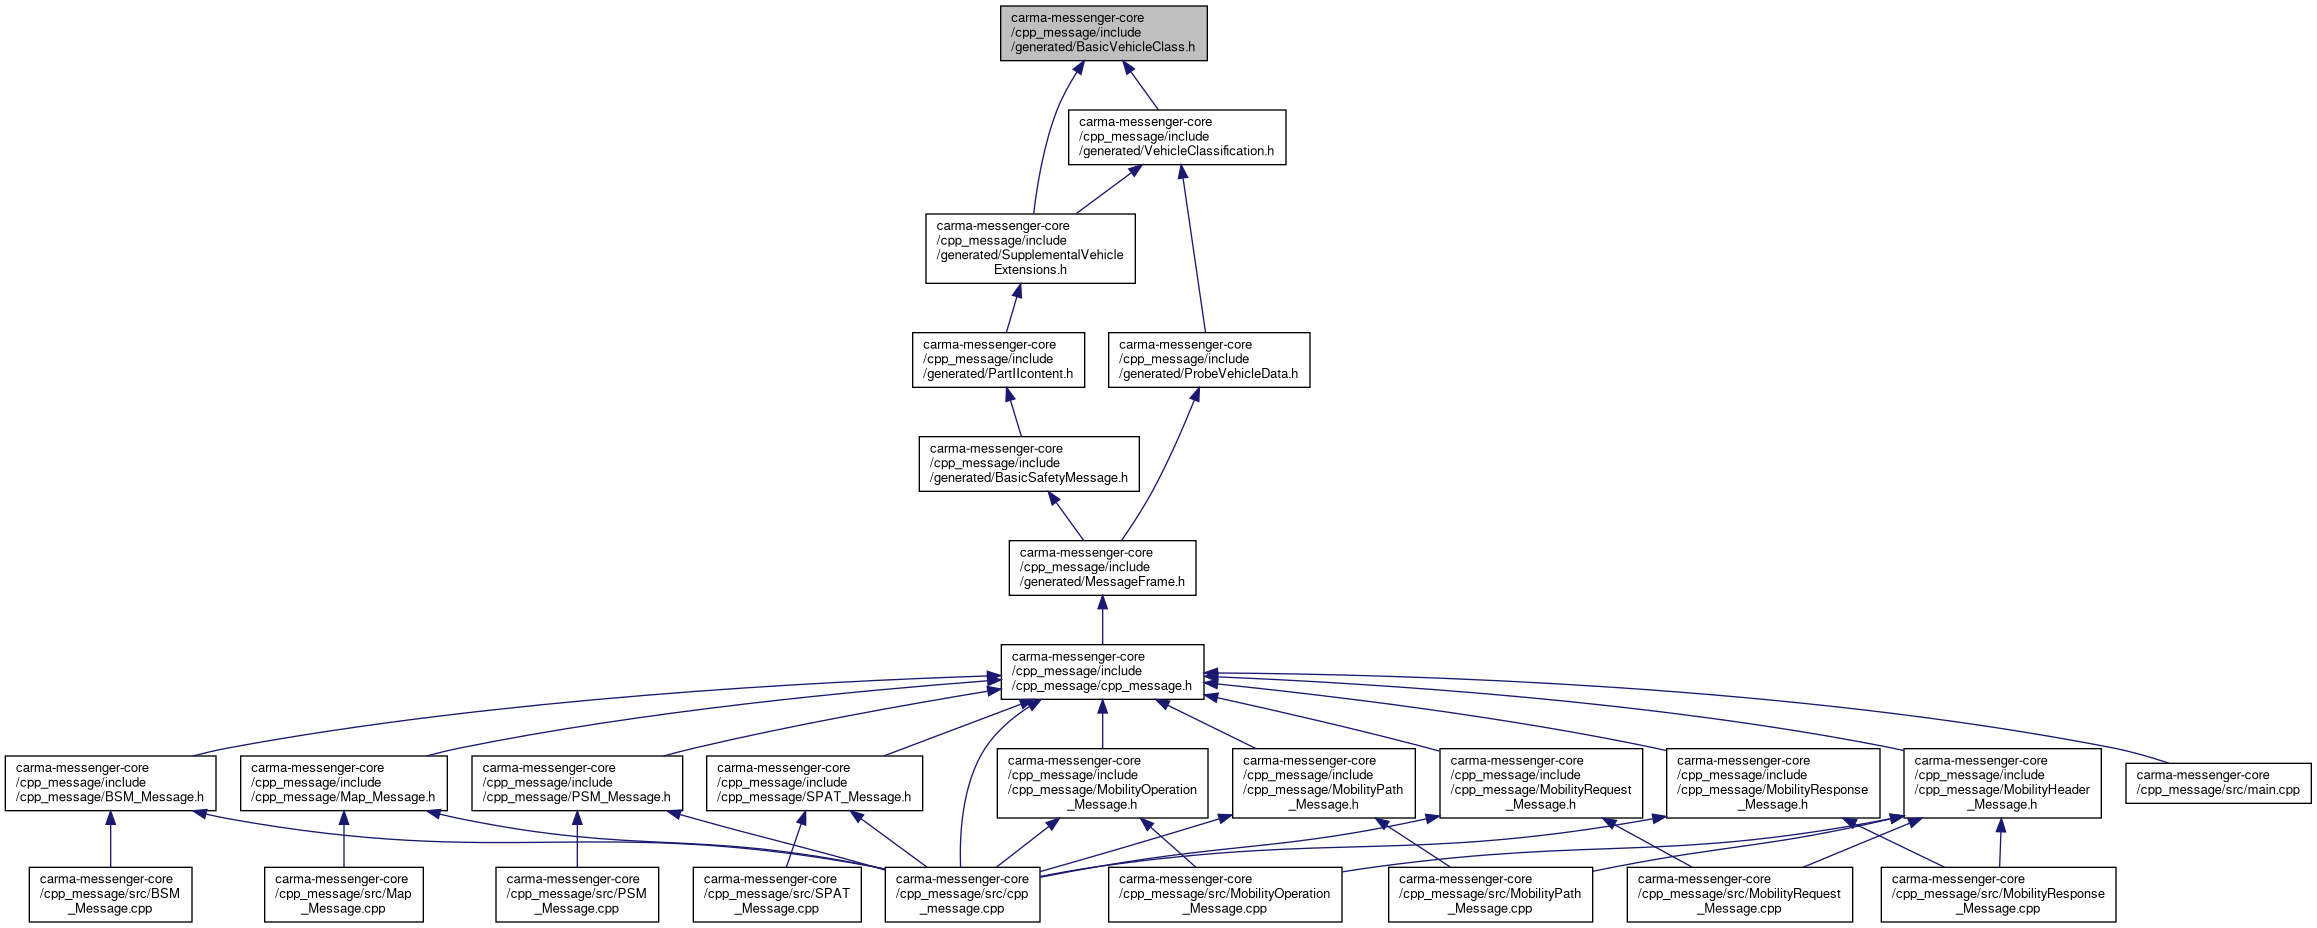 carma-messenger-core
/cpp_message/include
/generated/BasicVehicleClass.h
carma-messenger-core
/cpp_message/include
/generated/VehicleClassification.h
carma-messenger-core
/cpp_message/include
/generated/SupplementalVehicle
Extensions.h
carma-messenger-core
/cpp_message/include
/generated/PartIIcontent.h
carma-messenger-core
/cpp_message/include
/generated/ProbeVehicleData.h
carma-messenger-core
/cpp_message/include
/generated/BasicSafetyMessage.h
carma-messenger-core
/cpp_message/include
/generated/MessageFrame.h
carma-messenger-core
/cpp_message/include
/cpp_message/cpp_message.h
carma-messenger-core
/cpp_message/include
/cpp_message/BSM_Message.h
carma-messenger-core
/cpp_message/include
/cpp_message/Map_Message.h
carma-messenger-core
/cpp_message/include
/cpp_message/PSM_Message.h
carma-messenger-core
/cpp_message/include
/cpp_message/SPAT_Message.h
carma-messenger-core
/cpp_message/include
/cpp_message/MobilityOperation
_Message.h
carma-messenger-core
/cpp_message/include
/cpp_message/MobilityPath
_Message.h
carma-messenger-core
/cpp_message/include
/cpp_message/MobilityRequest
_Message.h
carma-messenger-core
/cpp_message/include
/cpp_message/MobilityResponse
_Message.h
carma-messenger-core
/cpp_message/include
/cpp_message/MobilityHeader
_Message.h
carma-messenger-core
/cpp_message/src/main.cpp
carma-messenger-core
/cpp_message/src/BSM
_Message.cpp
carma-messenger-core
/cpp_message/src/Map
_Message.cpp
carma-messenger-core
/cpp_message/src/PSM
_Message.cpp
carma-messenger-core
/cpp_message/src/SPAT
_Message.cpp
carma-messenger-core
/cpp_message/src/cpp
_message.cpp
carma-messenger-core
/cpp_message/src/MobilityOperation
_Message.cpp
carma-messenger-core
/cpp_message/src/MobilityPath
_Message.cpp
carma-messenger-core
/cpp_message/src/MobilityRequest
_Message.cpp
carma-messenger-core
/cpp_message/src/MobilityResponse
_Message.cpp